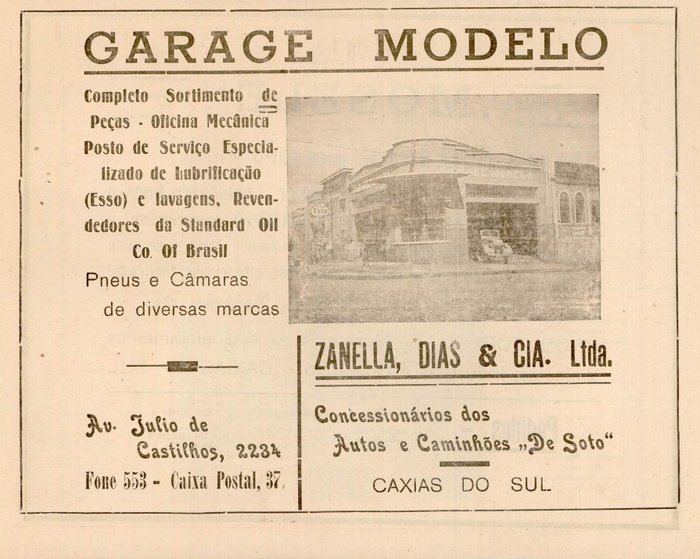 GARAGE MODELO
Completo Sortimento de
Peças - Oficina Mecânica
Posto de Serviço Especia-
lizado de Lubrificação
(Esso) e lavagens, Reven-
dedores da Standard Oil
Co. Of Brasil
Pneus e Câmaras
de diversas marcas
Esso
ZANELLA, DIAS & CIA. Ltda.
Av. Julio de
Castilhos, 2234
Fone 553 - Caixa Postal, 37,
Concessionários dos
Autos e Caminhões „De Soto“
CAXIAS DO SUL